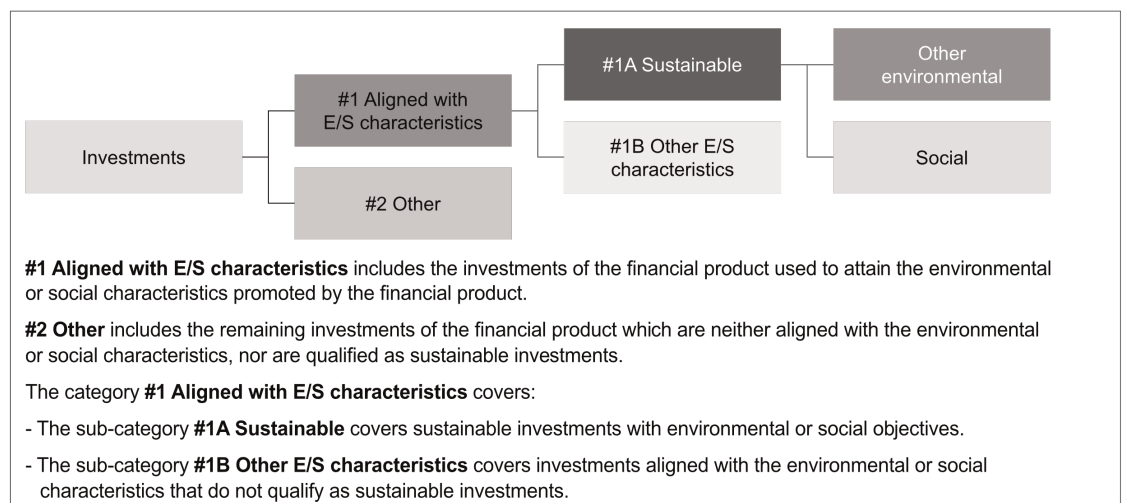 Investments
#1 Aligned with
E/S characteristics
#2 Other
#1A Sustainable
#1B Other E/S
characteristics
Other
environmental
Social
#1 Aligned with E/S characteristics includes the investments of the financial product used to attain the environmental
or social characteristics promoted by the financial product.
#2 Other includes the remaining investments of the financial product which are neither aligned with the environmental
or social characteristics, nor are qualified as sustainable investments.
The category #1 Aligned with E/S characteristics covers:
- The sub-category #1A Sustainable covers sustainable investments with environmental or social objectives.
- The sub-category #1B Other E/S characteristics covers investments aligned with the environmental or social
characteristics that do not qualify as sustainable investments.